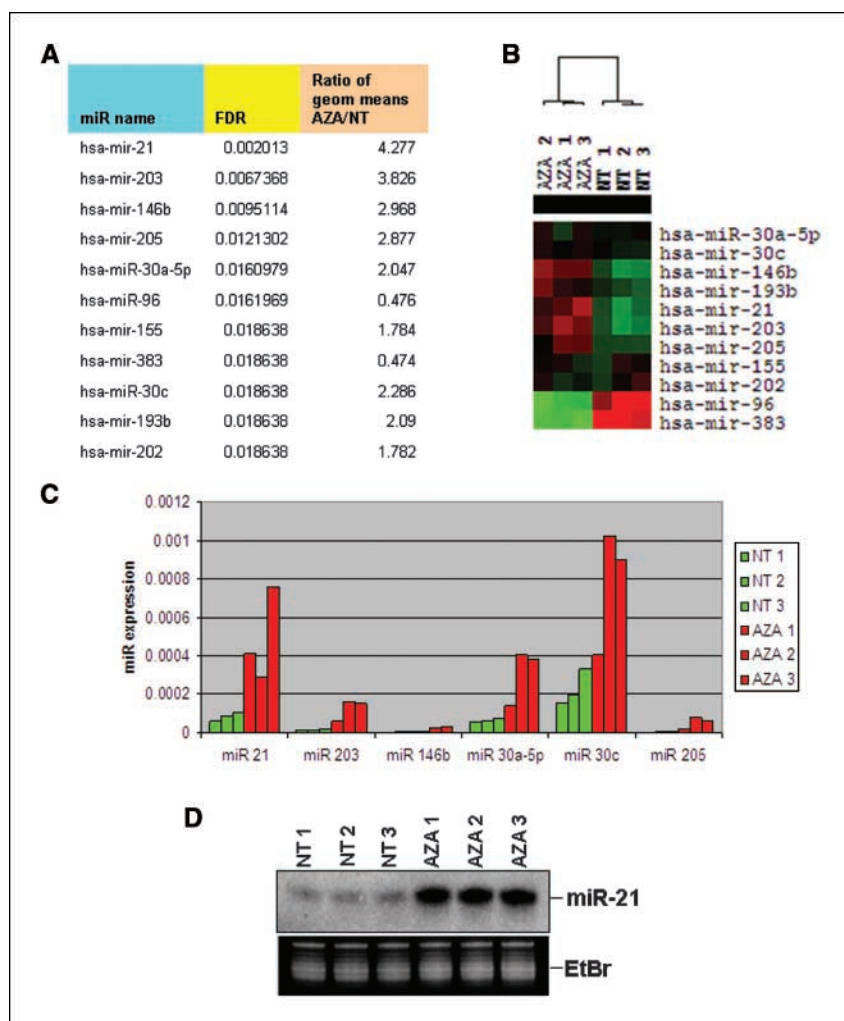 A
miR name FDR Ratio of geom means AZA/NT
hsa-mir-21 0.002013 4.277
hsa-mir-203 0.0067368 3.826
hsa-mir-146b 0.0095114 2.968
hsa-mir-205 0.0121302 2.877
hsa-miR-30a-5p 0.0160979 2.047
hsa-miR-96 0.0161969 0.476
hsa-mir-155 0.018638 1.784
hsa-mir-383 0.018638 0.474
hsa-miR-30c 0.018638 2.286
hsa-mir-193b 0.018638 2.09
hsa-mir-202 0.018638 1.782
B
AZA 2
AZA 1
AZA 3
NT 1
NT 2
NT 3
hsa-miR-30a-5p
hsa-mir-30c
hsa-mir-146b
hsa-mir-193b
hsa-mir-21
hsa-mir-203
hsa-mir-205
hsa-mir-155
hsa-mir-202
hsa-mir-96
hsa-mir-383
C
miR expression
0.0012
0.001
0.0008
0.0006
0.0004
0.0002
0
miR 21 miR 203 miR 146b miR 30a-5p miR 30c miR 205
NT 1
NT 2
NT 3
AZA 1
AZA 2
AZA 3
D
NT 1
NT 2
NT 3
AZA 1
AZA 2
AZA 3
miR-21
EtBr